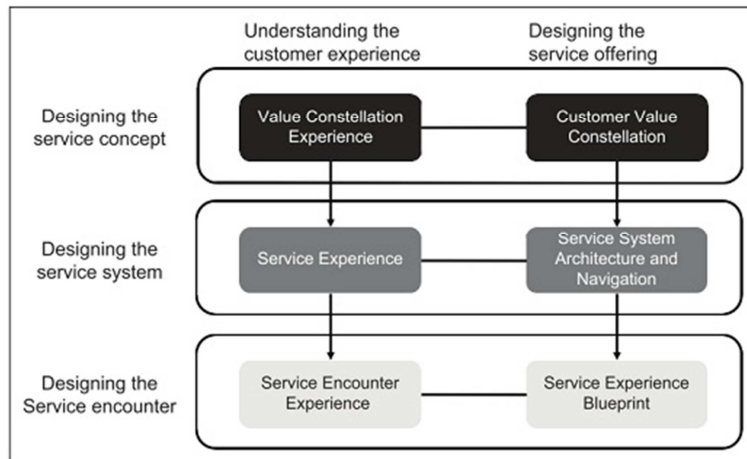 Understanding the
customer experience
Designing the
service offering
Designing the
service concept
Value Constellation
Experience
Customer Value
Constellation
Designing the
service system
Service Experience
Service System
Architecture and
Navigation
Designing the
Service encounter
Service Encounter
Experience
Service Experience
Blueprint